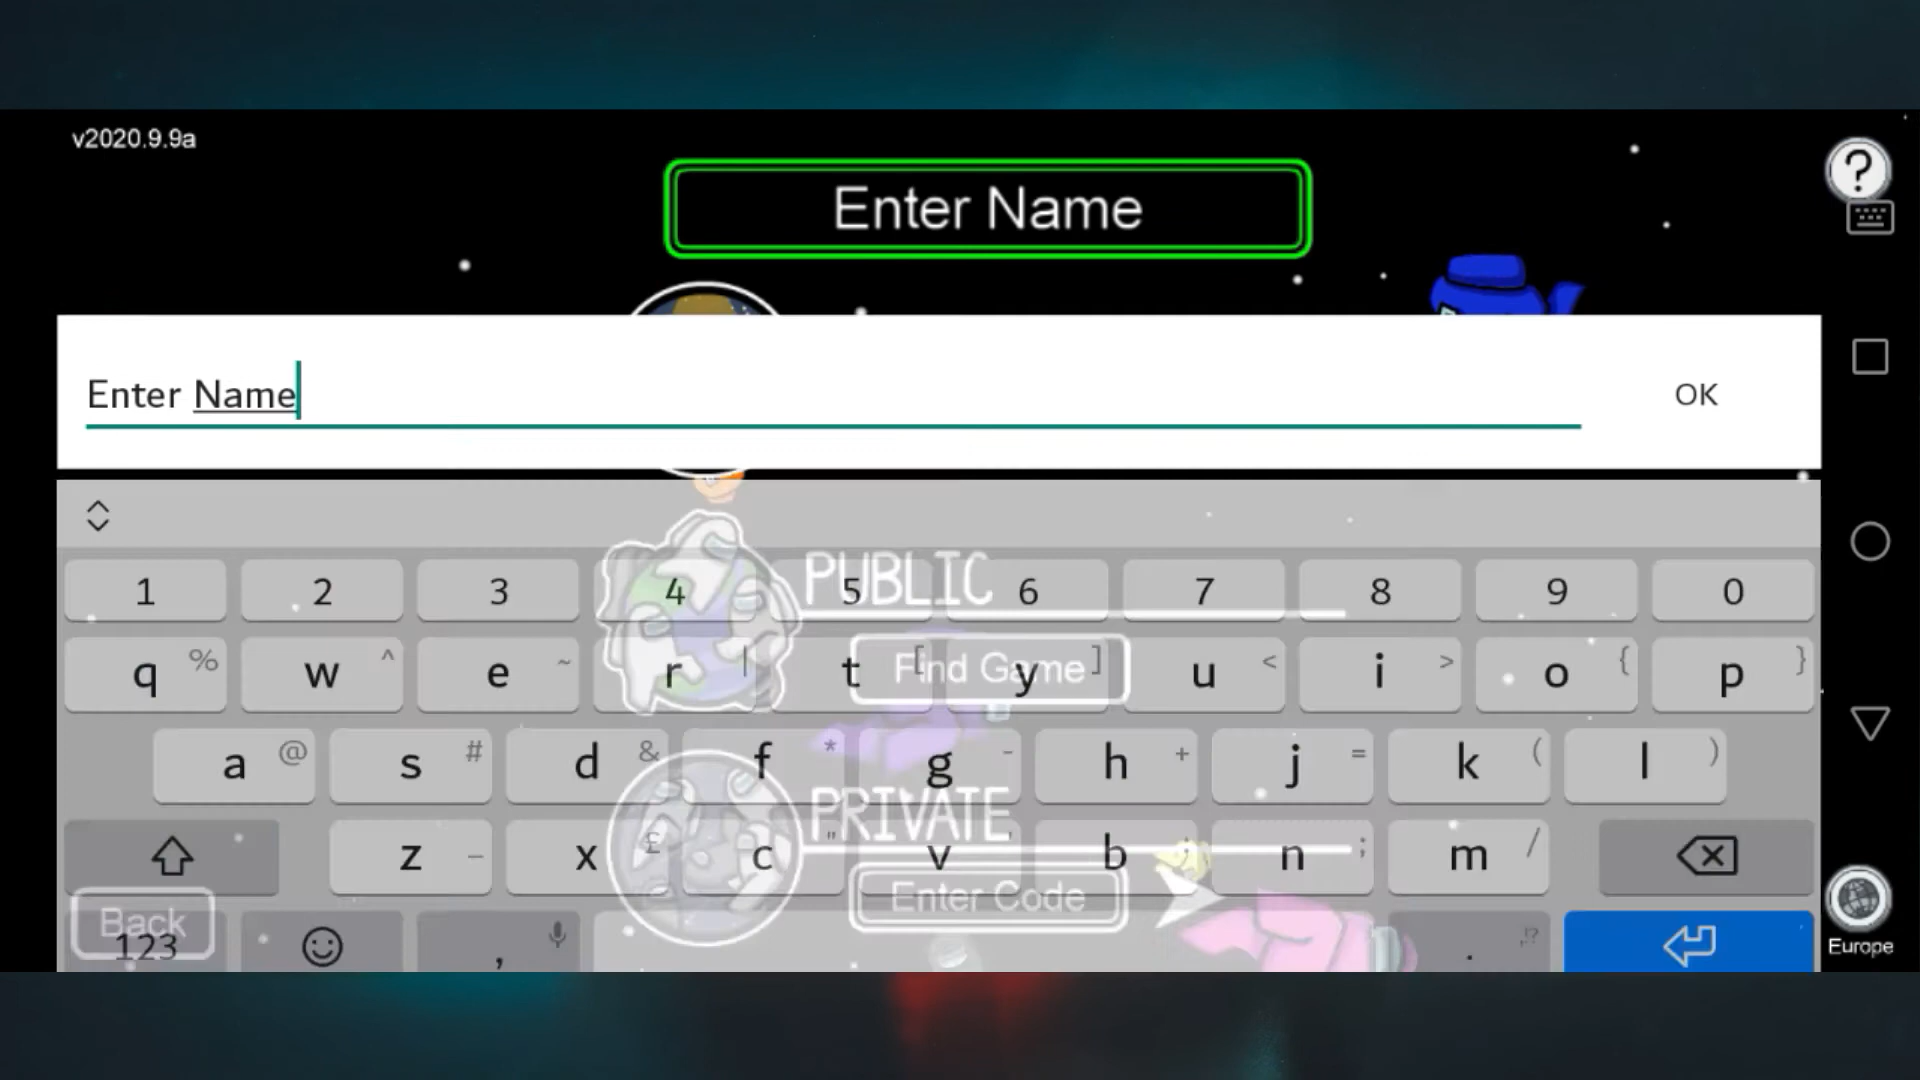 v2020.9.9a
Enter Name
Enter Name
OK
1 2 3 4 5 6 7 8 9 0
PUBLIC
q % w ^ e ~ r | t [ y ] u < i > o { p }
Find Game
a @ s # d & f * g - h + j = k ( l )
PRIVATE
z _ x £ c " v ' b : n ; m /
Enter Code
Back
123 , . ,!?
Europe